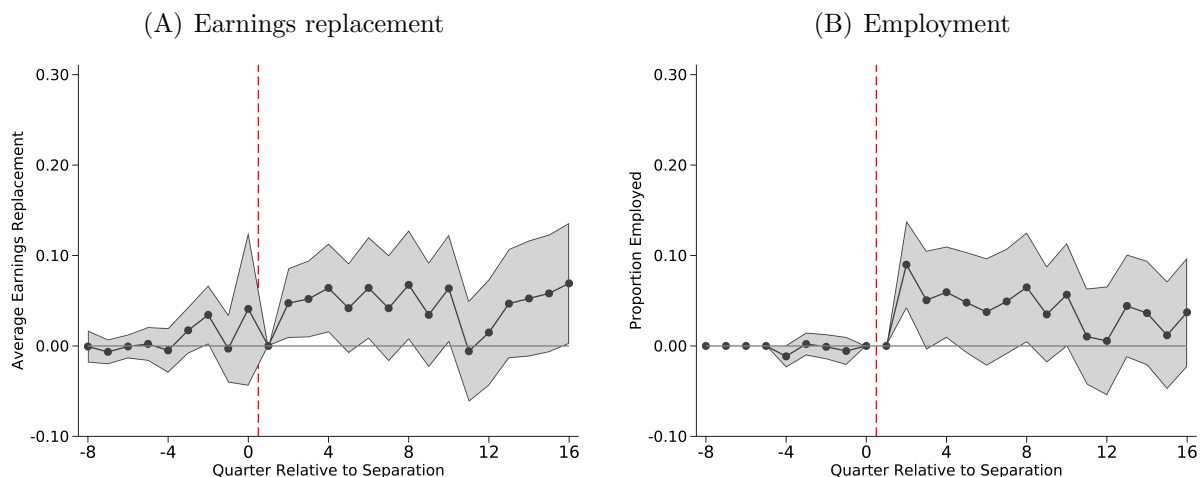 (A) Earnings replacement
0.30
0.20
0.10
0.00
-0.10
Average Earnings Replacement
-8 -4 0 4 8 12 16
Quarter Relative to Separation
(B) Employment
0.30
0.20
0.10
0.00
-0.10
Proportion Employed
-8 -4 0 4 8 12 16
Quarter Relative to Separation